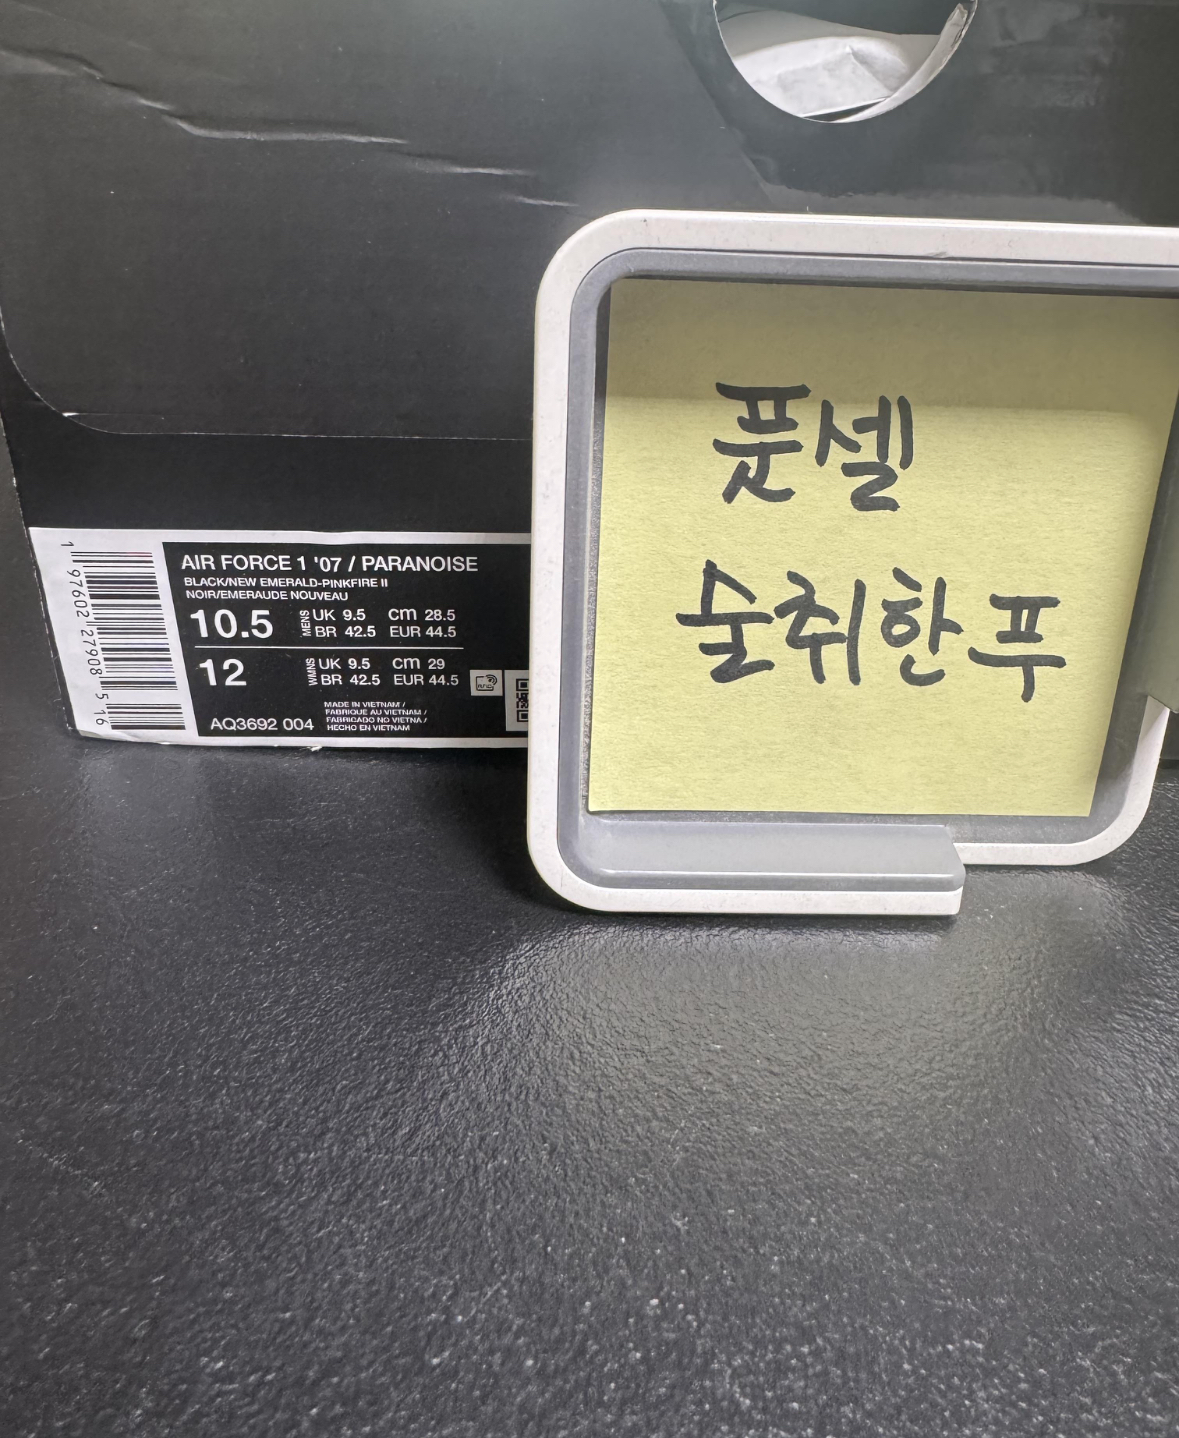 AIR FORCE 1 '07 / PARANOISE
BLACK/NEW EMERALD-PINKFIRE II
NOIR/EMERAUDE NOUVEAU
10.5 MENS UK 9.5 cm 28.5
BR 42.5 EUR 44.5
12 WMNS UK 9.5 cm 29
BR 42.5 EUR 44.5
AQ3692 004
MADE IN VIETNAM /
FABRIQUE AU VIETNAM /
FABRICADO NO VIETNA /
HECHO EN VIETNAM
1 97602 27908 5 16
풋셀
술취한푸